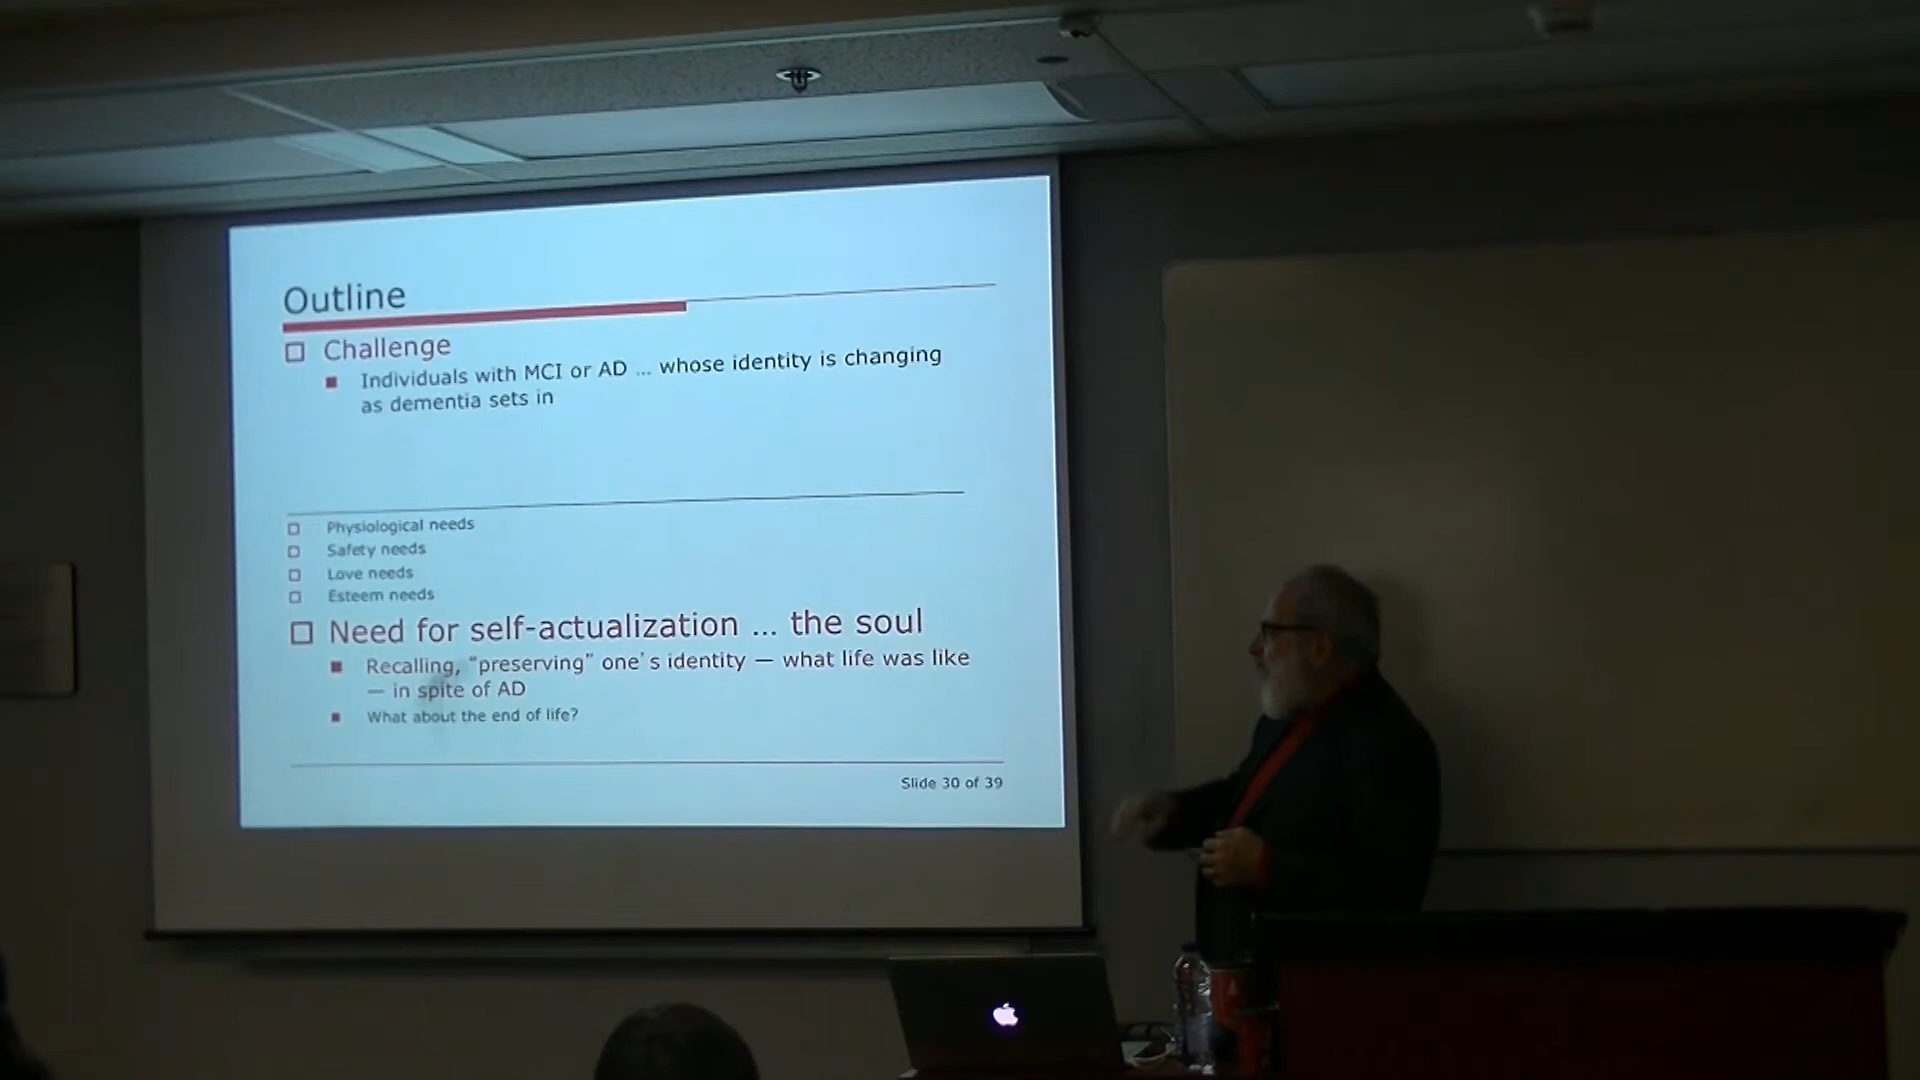 Outline
Challenge
Individuals with MCI or AD ... whose identity is changing
as dementia sets in
Physiological needs
Safety needs
Love needs
Esteem needs
Need for self-actualization ... the soul
Recalling, “preserving” one's identity — what life was like
— in spite of AD
What about the end of life?
Slide 30 of 39